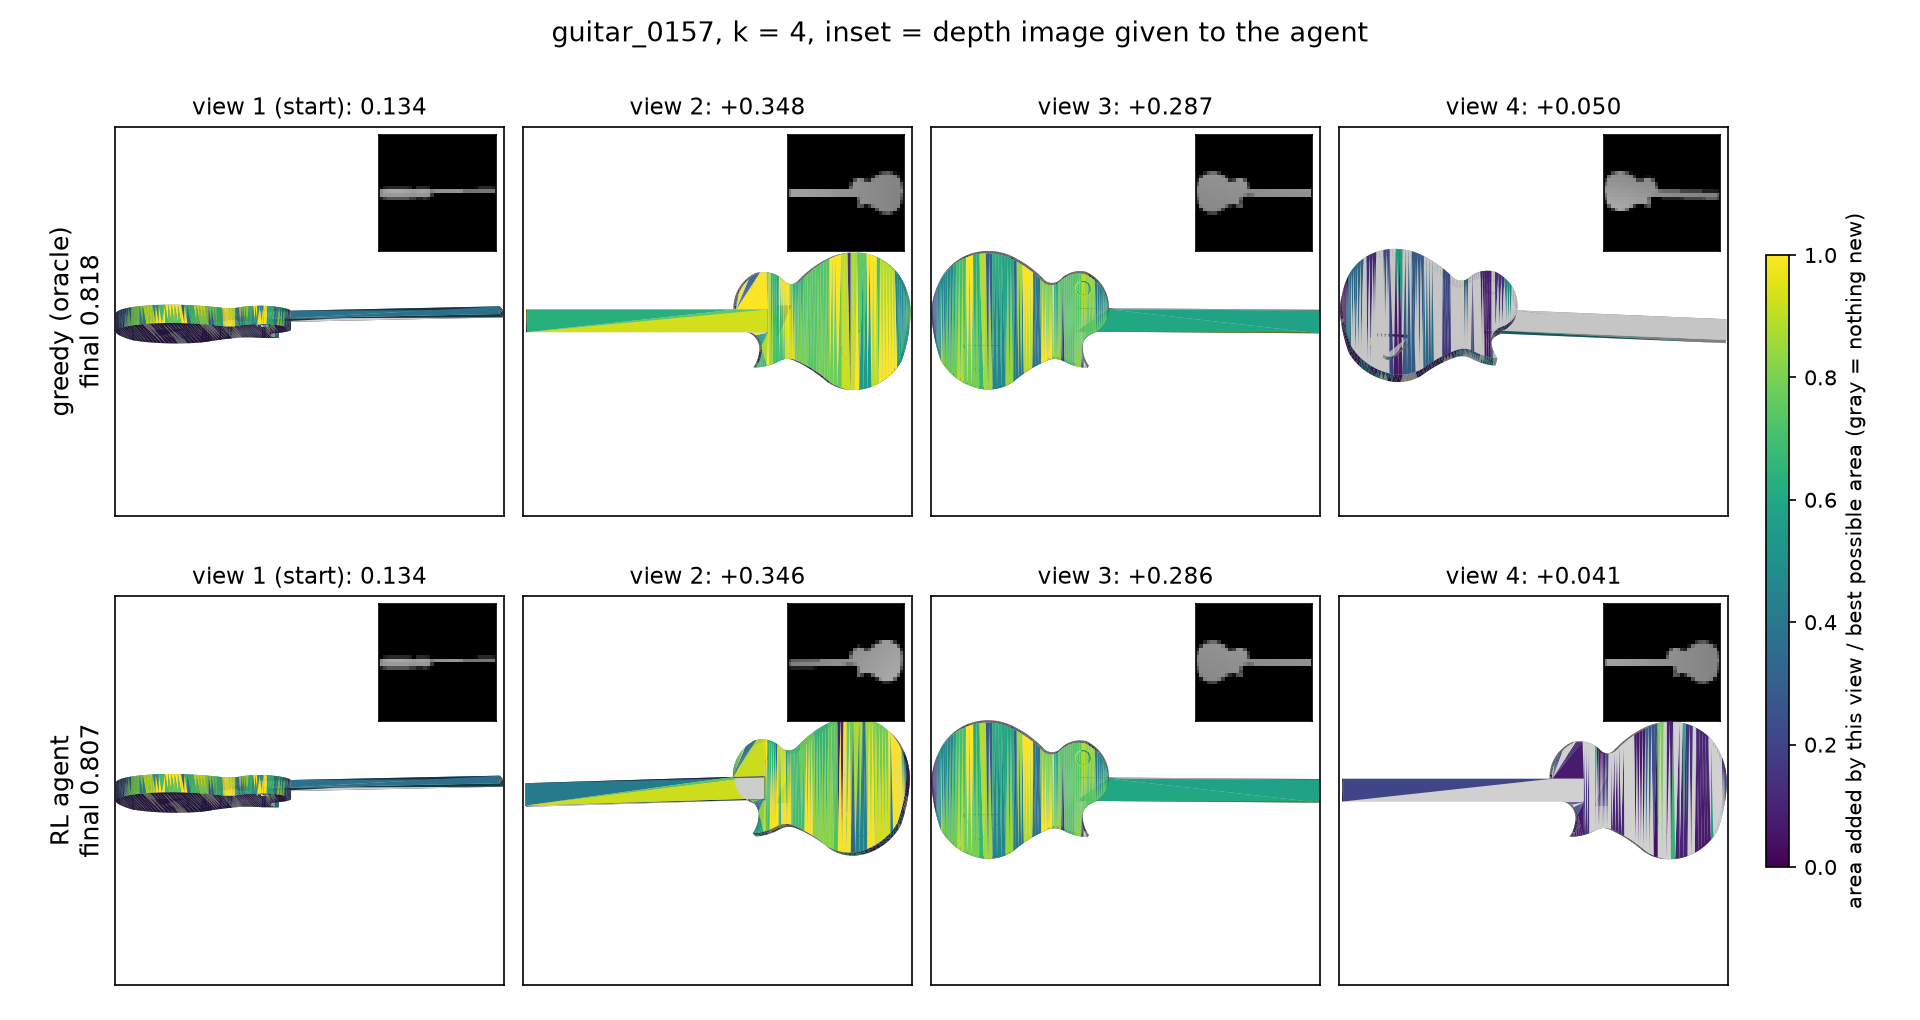 guitar_0157, k = 4, inset = depth image given to the agent
greedy (oracle)
final 0.818
view 1 (start): 0.134
view 2: +0.348
view 3: +0.287
view 4: +0.050
RL agent
final 0.807
view 1 (start): 0.134
view 2: +0.346
view 3: +0.286
view 4: +0.041
1.0
0.8
0.6
0.4
0.2
0.0
area added by this view / best possible area (gray = nothing new)